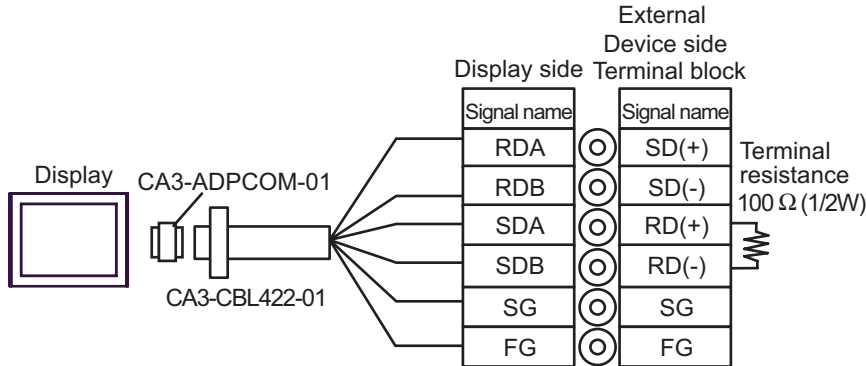 External
Device side
Display side Terminal block
Signal name Signal name
RDA SD(+)
RDB SD(-)
SDA RD(+)
SDB RD(-)
SG SG
FG FG
Terminal
resistance
100 Ω (1/2W)
Display
CA3-ADPCOM-01
CA3-CBL422-01